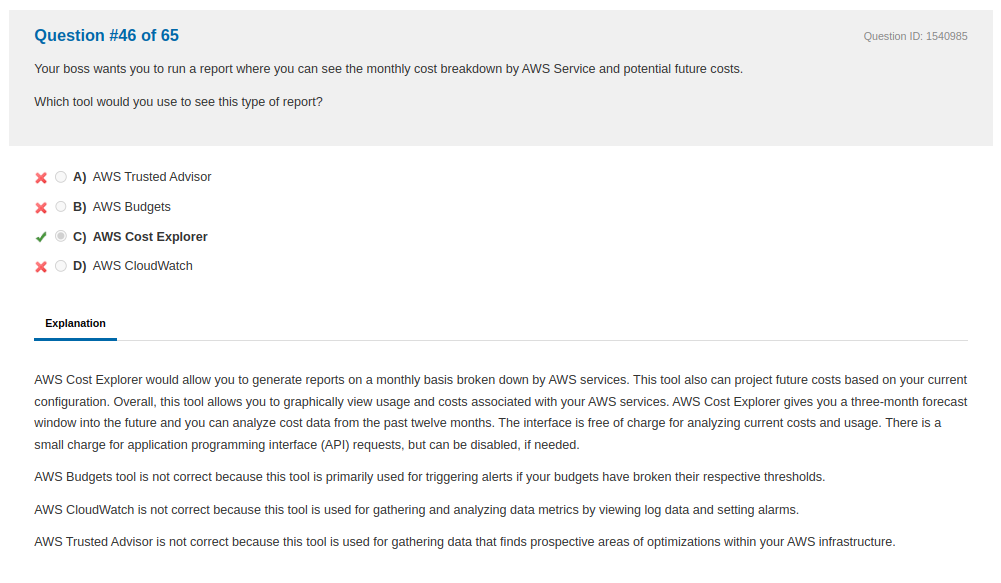 Question #46 of 65
Question ID: 1540985
Your boss wants you to run a report where you can see the monthly cost breakdown by AWS Service and potential future costs.
Which tool would you use to see this type of report?
A) AWS Trusted Advisor
B) AWS Budgets
C) AWS Cost Explorer
D) AWS CloudWatch
Explanation
AWS Cost Explorer would allow you to generate reports on a monthly basis broken down by AWS services. This tool also can project future costs based on your current
configuration. Overall, this tool allows you to graphically view usage and costs associated with your AWS services. AWS Cost Explorer gives you a three-month forecast
window into the future and you can analyze cost data from the past twelve months. The interface is free of charge for analyzing current costs and usage. There is a
small charge for application programming interface (API) requests, but can be disabled, if needed.
AWS Budgets tool is not correct because this tool is primarily used for triggering alerts if your budgets have broken their respective thresholds.
AWS CloudWatch is not correct because this tool is used for gathering and analyzing data metrics by viewing log data and setting alarms.
AWS Trusted Advisor is not correct because this tool is used for gathering data that finds prospective areas of optimizations within your AWS infrastructure.